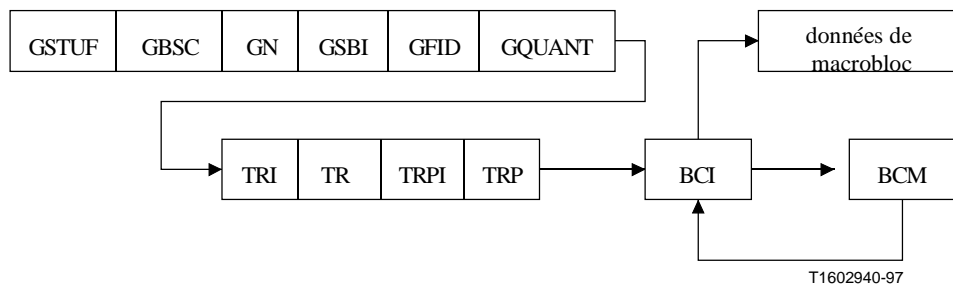 GSTUF GBSC GN GSBI GFID GQUANT
données de
macrobloc
TRI TR TRPI TRP BCI BCM
T1602940-97